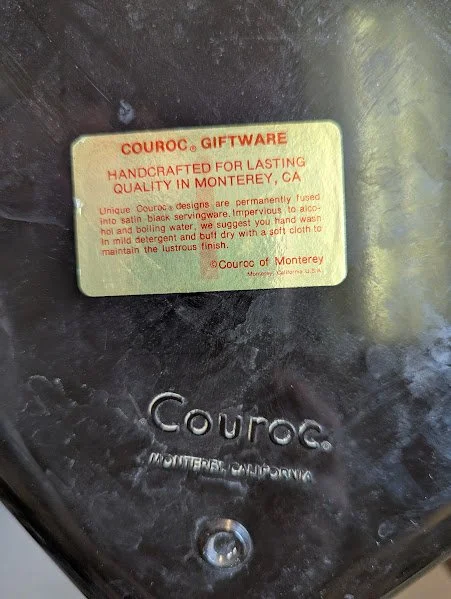 COUROC® GIFTWARE
HANDCRAFTED FOR LASTING
QUALITY IN MONTEREY, CA
Unique Couroc® designs are permanently fused
into satin black servingware. Impervious to alco-
hol and boiling water, we suggest you hand wash
in mild detergent and buff dry with a soft cloth to
maintain the lustrous finish.
©Couroc of Monterey
Monterey, California U.S.A.
Couroc®
MONTEREY, CALIFORNIA